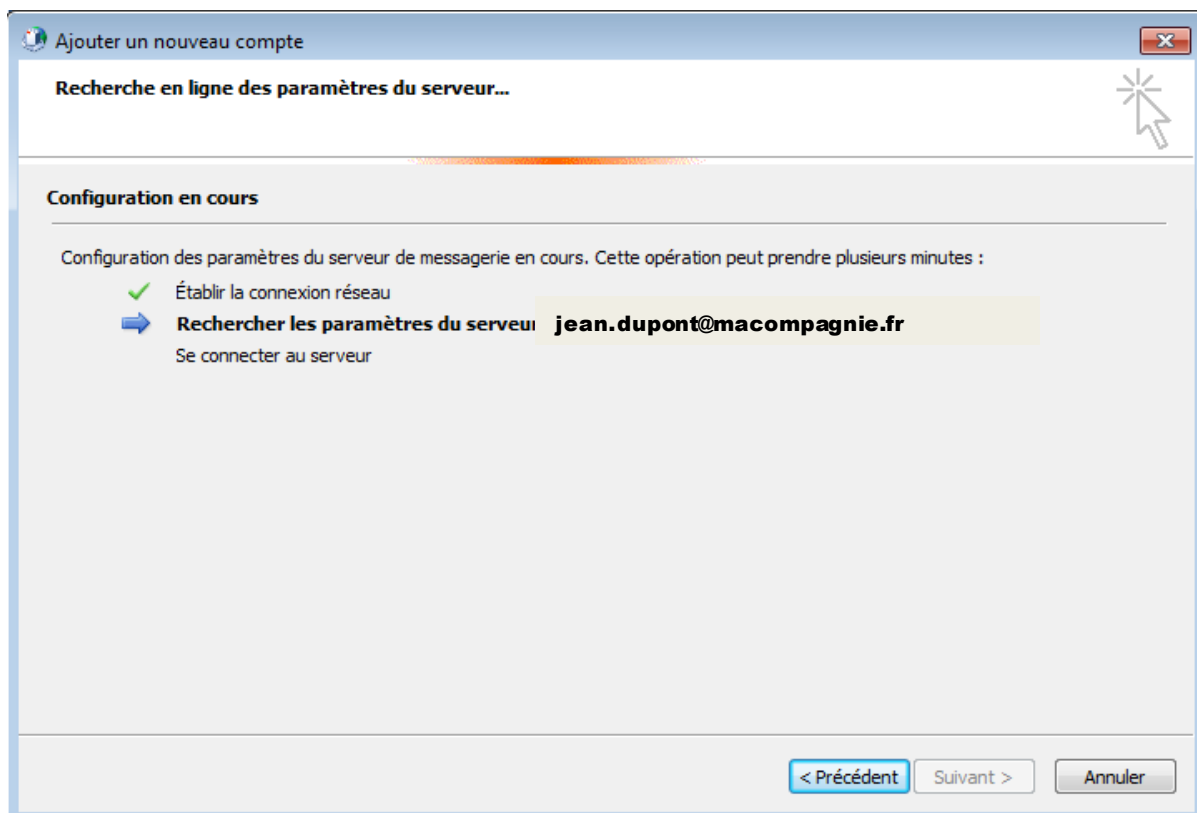 Ajouter un nouveau compte
Recherche en ligne des paramètres du serveur...
Configuration en cours
Configuration des paramètres du serveur de messagerie en cours. Cette opération peut prendre plusieurs minutes :
Établir la connexion réseau
Rechercher les paramètres du serveur jean.dupont@macompagnie.fr
Se connecter au serveur
< Précédent Suivant > Annuler